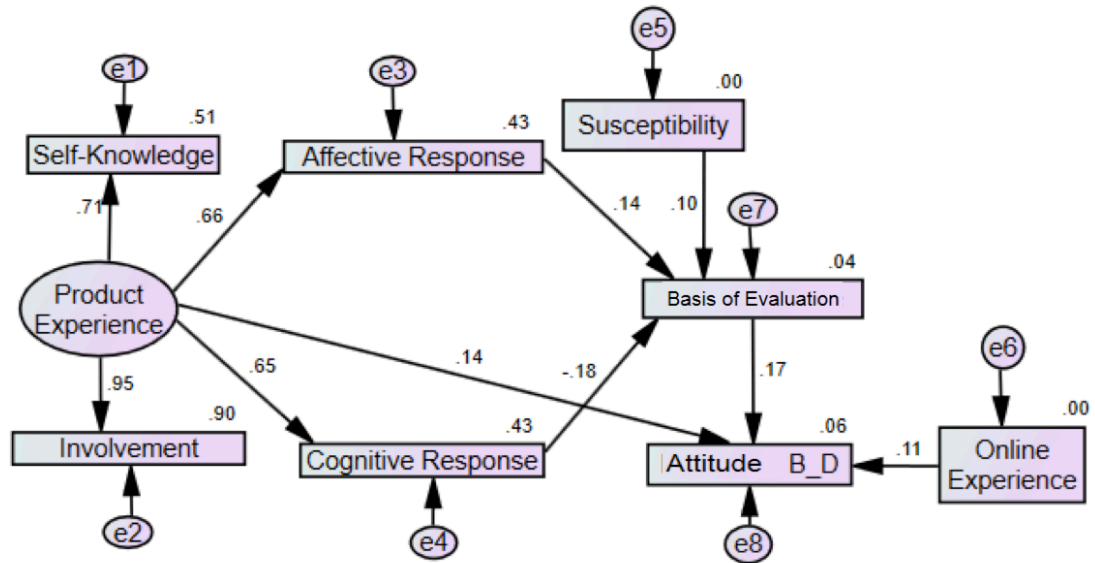 e5
e1
e3
.00
.51
.43
Susceptibility
Self-Knowledge
Affective Response
.71
.66
.14
.10
e7
.04
Product
Experience
Basis of Evaluation
e6
.14
.65
-.18
.17
.95
.90
.43
.06
.00
Involvement
Cognitive Response
Attitude B_D
.11
Online
Experience
e2
e4
e8